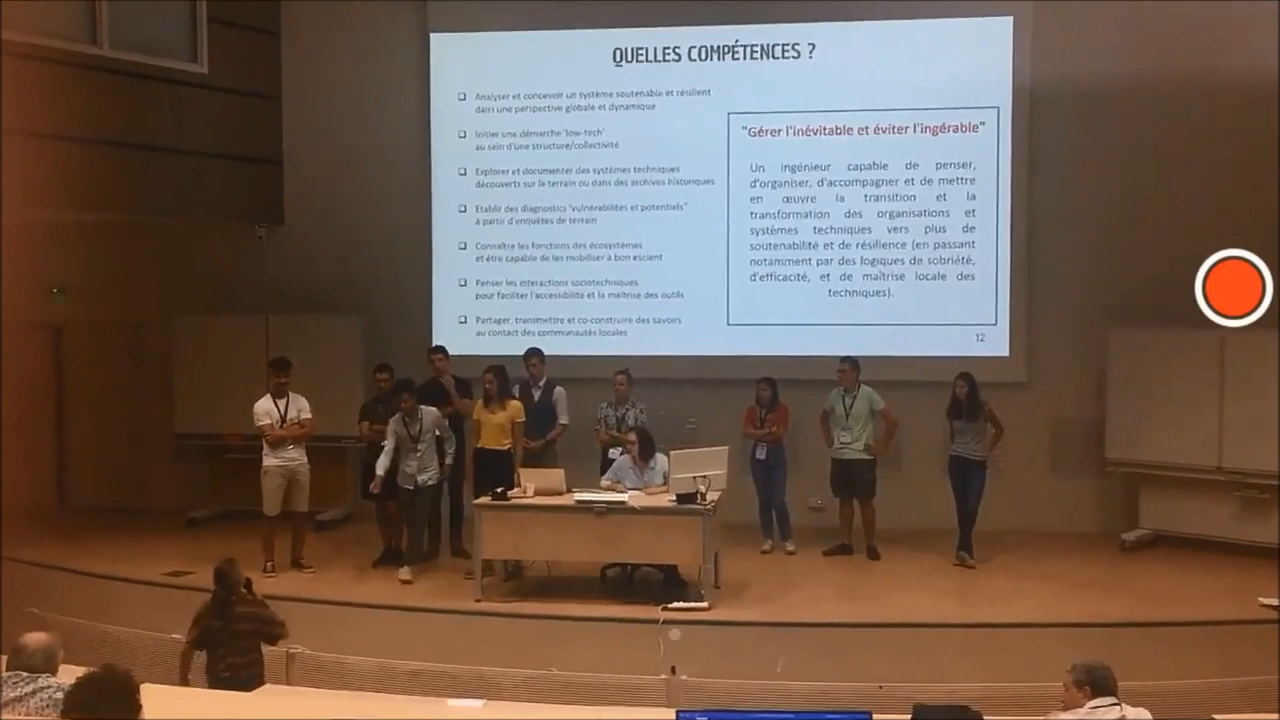 QUELLES COMPÉTENCES ?
Analyser et concevoir un système soutenable et résilient
dans une perspective globale et dynamique
Initier une démarche 'low-tech'
au sein d'une structure/collectivité
Explorer et documenter des systèmes techniques
découverts sur le terrain ou dans des archives historiques
Etablir des diagnostics "vulnérabilités et potentiels"
à partir d'enquêtes de terrain
Connaître les fonctions des écosystèmes
et être capable de les mobiliser à bon escient
Penser les interactions sociotechniques
pour faciliter l'accessibilité et la maîtrise des outils
Partager, transmettre et co-construire des savoirs
au contact des communautés locales
"Gérer l'inévitable et éviter l'ingérable"
Un ingénieur capable de penser,
d'organiser, d'accompagner et de mettre
en œuvre la transition et la
transformation des organisations et
systèmes techniques vers plus de
soutenabilité et de résilience (en passant
notamment par des logiques de sobriété,
d'efficacité, et de maîtrise locale des
techniques).
12